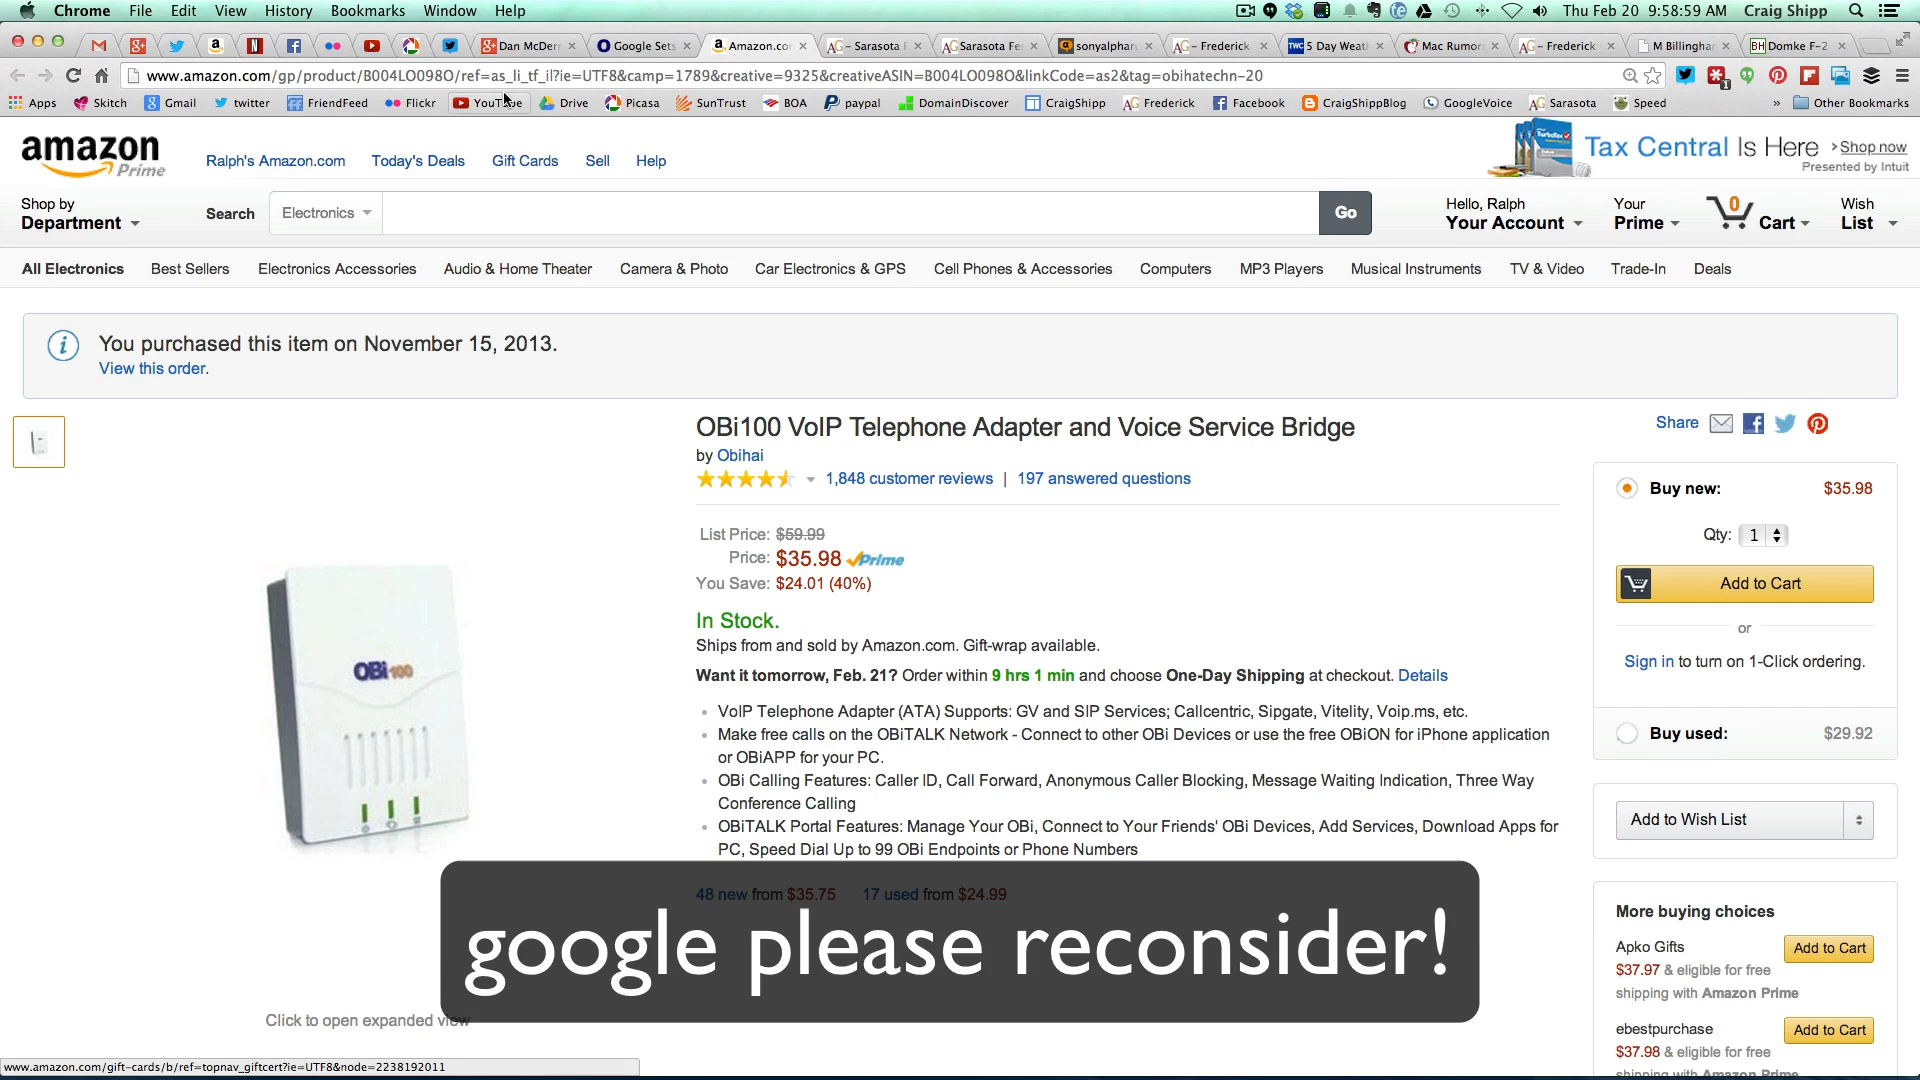 Chrome File Edit View History Bookmarks Window Help Thu Feb 20 9:58:59 AM Craig Shipp
Dan McDerr Google Sets Amazon.co AG – Sarasota F AG Sarasota Fe sonyalphar AG – Frederick TWC 5 Day Weat Mac Rumor AG – Frederick M Billinghar BH Domke F-2
www.amazon.com/gp/product/B004LO098O/ref=as_li_tf_il?ie=UTF8&camp=1789&creative=9325&creativeASIN=B004LO098O&linkCode=as2&tag=obihatechn-20
Apps Skitch Gmail twitter FriendFeed Flickr YouTube Drive Picasa SunTrust BOA paypal DomainDiscover CraigShipp Frederick Facebook CraigShippBlog GoogleVoice Sarasota Speed » Other Bookmarks
amazon Prime
Ralph's Amazon.com Today's Deals Gift Cards Sell Help
Tax Central Is Here › Shop now
Presented by Intuit
Shop by
Department
Search Electronics Go
Hello, Ralph
Your Account
Your
Prime
0 Cart
Wish
List
All Electronics Best Sellers Electronics Accessories Audio & Home Theater Camera & Photo Car Electronics & GPS Cell Phones & Accessories Computers MP3 Players Musical Instruments TV & Video Trade-In Deals
You purchased this item on November 15, 2013.
View this order.
OBi100 VoIP Telephone Adapter and Voice Service Bridge
by Obihai
1,848 customer reviews | 197 answered questions
List Price: $59.99
Price: $35.98 Prime
You Save: $24.01 (40%)
In Stock.
Ships from and sold by Amazon.com. Gift-wrap available.
Want it tomorrow, Feb. 21? Order within 9 hrs 1 min and choose One-Day Shipping at checkout. Details
VoIP Telephone Adapter (ATA) Supports: GV and SIP Services; Callcentric, Sipgate, Vitelity, Voip.ms, etc.
Make free calls on the OBiTALK Network - Connect to other OBi Devices or use the free OBiON for iPhone application
or OBiAPP for your PC.
OBi Calling Features: Caller ID, Call Forward, Anonymous Caller Blocking, Message Waiting Indication, Three Way
Conference Calling
OBiTALK Portal Features: Manage Your OBi, Connect to Your Friends' OBi Devices, Add Services, Download Apps for
PC, Speed Dial Up to 99 OBi Endpoints or Phone Numbers
48 new from $35.75 17 used from $24.99
OBi100
Click to open expanded view
Share
Buy new: $35.98
Qty: 1
Add to Cart
or
Sign in to turn on 1-Click ordering.
Buy used: $29.92
Add to Wish List
More buying choices
Apko Gifts Add to Cart
$37.97 & eligible for free
shipping with Amazon Prime
ebestpurchase Add to Cart
$37.98 & eligible for free
shipping with Amazon Prime
google please reconsider!
www.amazon.com/gift-cards/b/ref=topnav_giftcert?ie=UTF8&node=2238192011